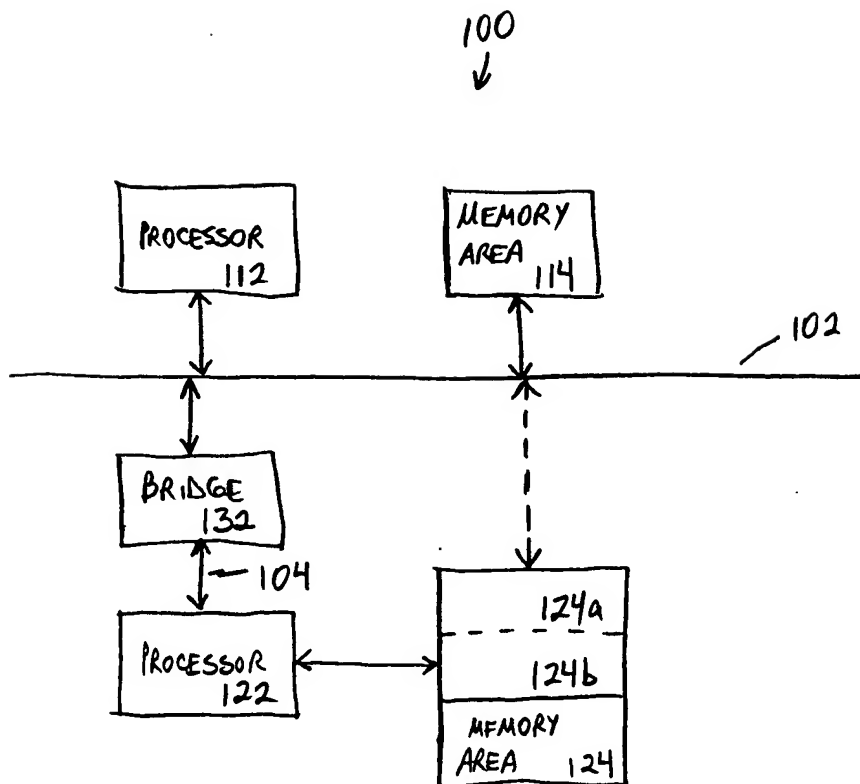 100
PROCESSOR
112
MEMORY
AREA
114
102
BRIDGE
132
104
PROCESSOR
122
124a
124b
MEMORY
AREA 124